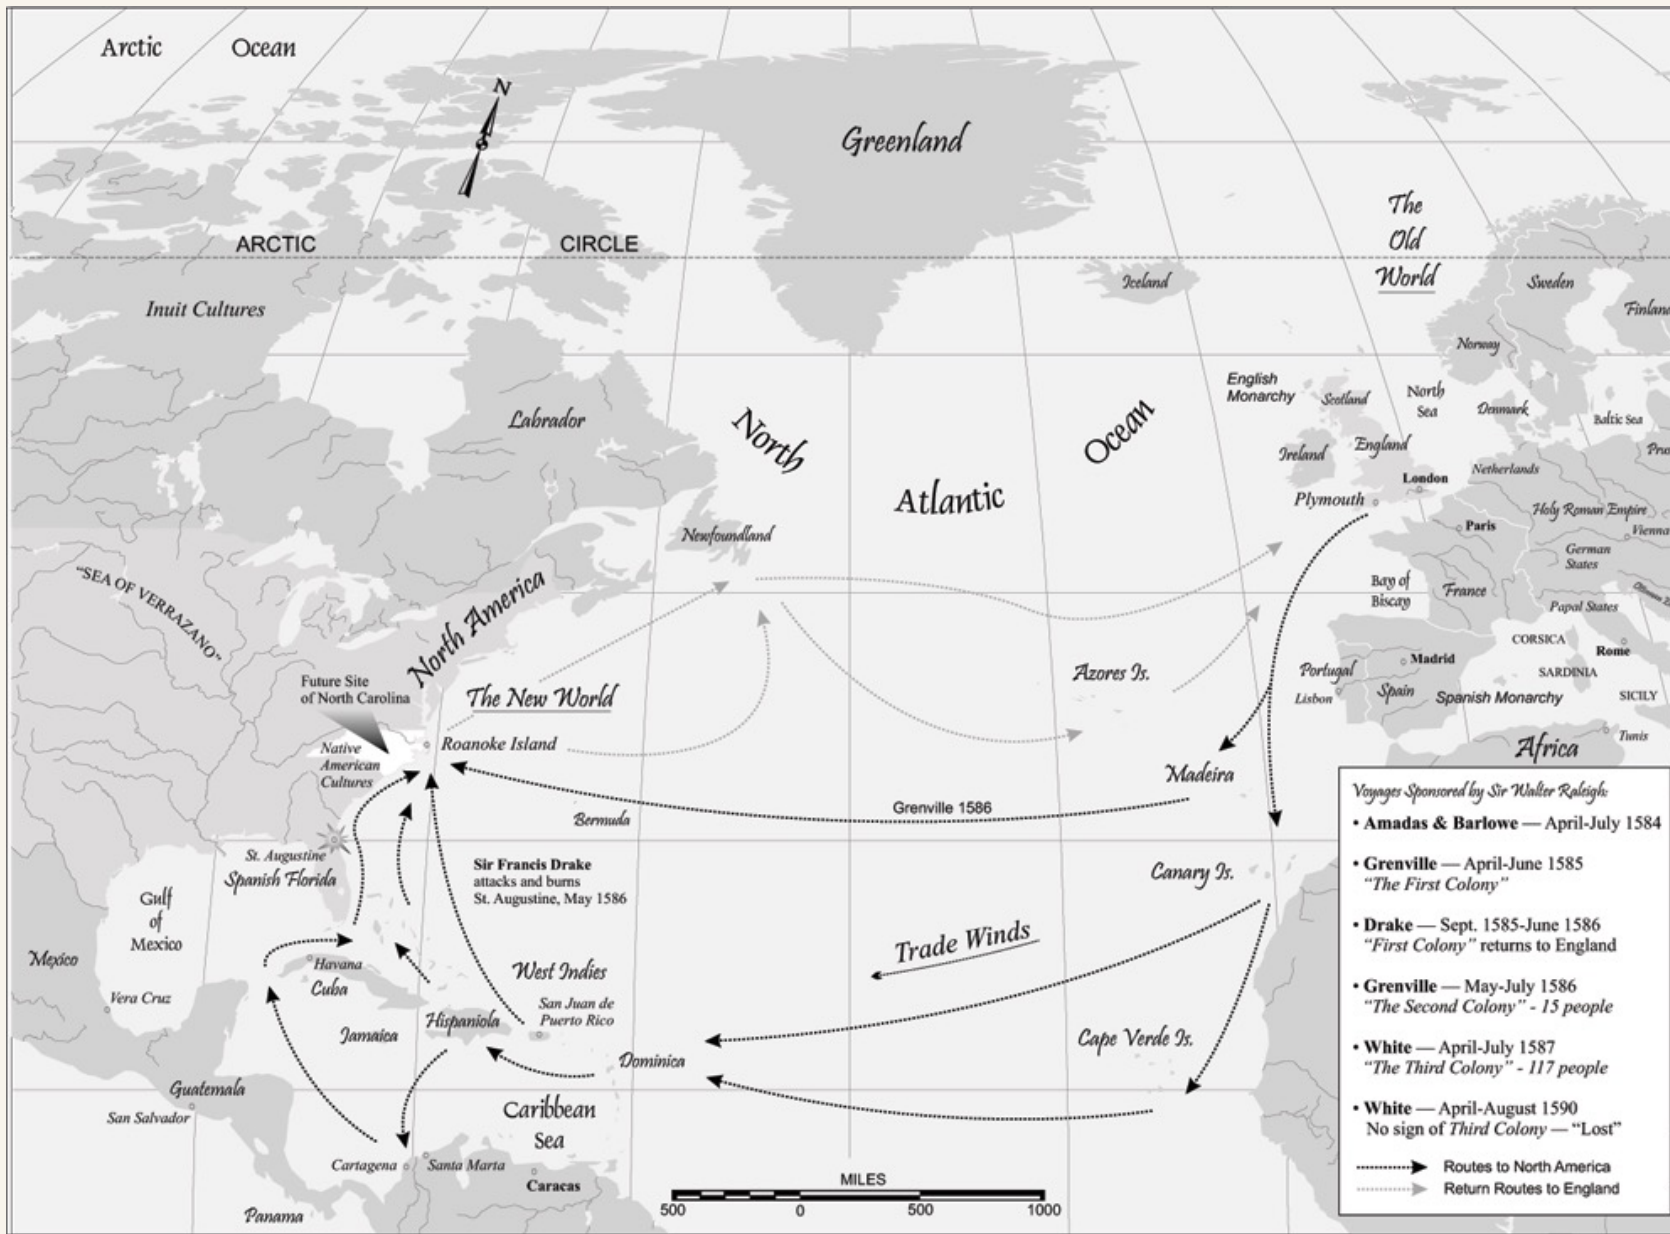 Arctic Ocean
N
Greenland
ARCTIC CIRCLE
The
Old
World
Iceland
Sweden
Finland
Norway
Inuit Cultures
Labrador
North
Atlantic
Ocean
English
Monarchy
Scotland
North
Sea
Denmark
Baltic Sea
Ireland
England
London
Netherlands
Plymouth
Paris
Holy Roman Empire
Vienna
German
States
Bay of
Biscay
France
Papal States
CORSICA
Rome
Madrid
SARDINIA
Portugal
Lisbon
Spain
Spanish Monarchy
SICILY
Tunis
Africa
Newfoundland
"SEA OF VERRAZANO"
North America
Future Site
of North Carolina
The New World
Native
American
Cultures
Roanoke Island
Azores Is.
Madeira
Grenville 1586
Bermuda
St. Augustine
Spanish Florida
Sir Francis Drake
attacks and burns
St. Augustine, May 1586
Canary Is.
Gulf
of
Mexico
Trade Winds
Mexico
Havana
Cuba
West Indies
Vera Cruz
San Juan de
Puerto Rico
Jamaica
Hispaniola
Dominica
Cape Verde Is.
Guatemala
San Salvador
Caribbean
Sea
Cartagena
Santa Marta
Caracas
Panama
MILES
500 0 500 1000
Voyages Sponsored by Sir Walter Raleigh:
• Amadas & Barlowe — April-July 1584
• Grenville — April-June 1585
"The First Colony"
• Drake — Sept. 1585-June 1586
"First Colony" returns to England
• Grenville — May-July 1586
"The Second Colony" - 15 people
• White — April-July 1587
"The Third Colony" - 117 people
• White — April-August 1590
No sign of Third Colony — "Lost"
Routes to North America
Return Routes to England